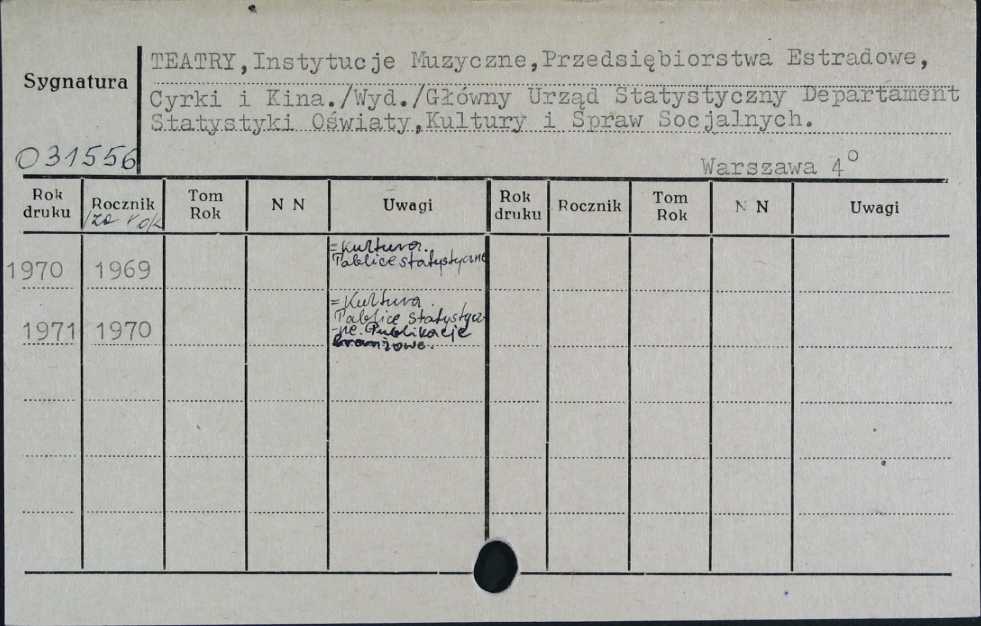 Sygnatura
TEATRY,Instytucje Muzyczne,Przedsiębiorstwa Estradowe,
Cyrki i Kina./Wyd./Główny Urząd Statystyczny Departament
Statystyki Oświaty,Kultury i Spraw Socjalnych.
031556
Warszawa 4°
Rok druku Rocznik /za rok Tom Rok N N Uwagi Rok druku Rocznik Tom Rok N N Uwagi
1970 1969 =Kultura.
Tablice statystyczne
1971 1970 =Kultura.
Tablice statystycz-
-ne. Publikacje
branżowe.